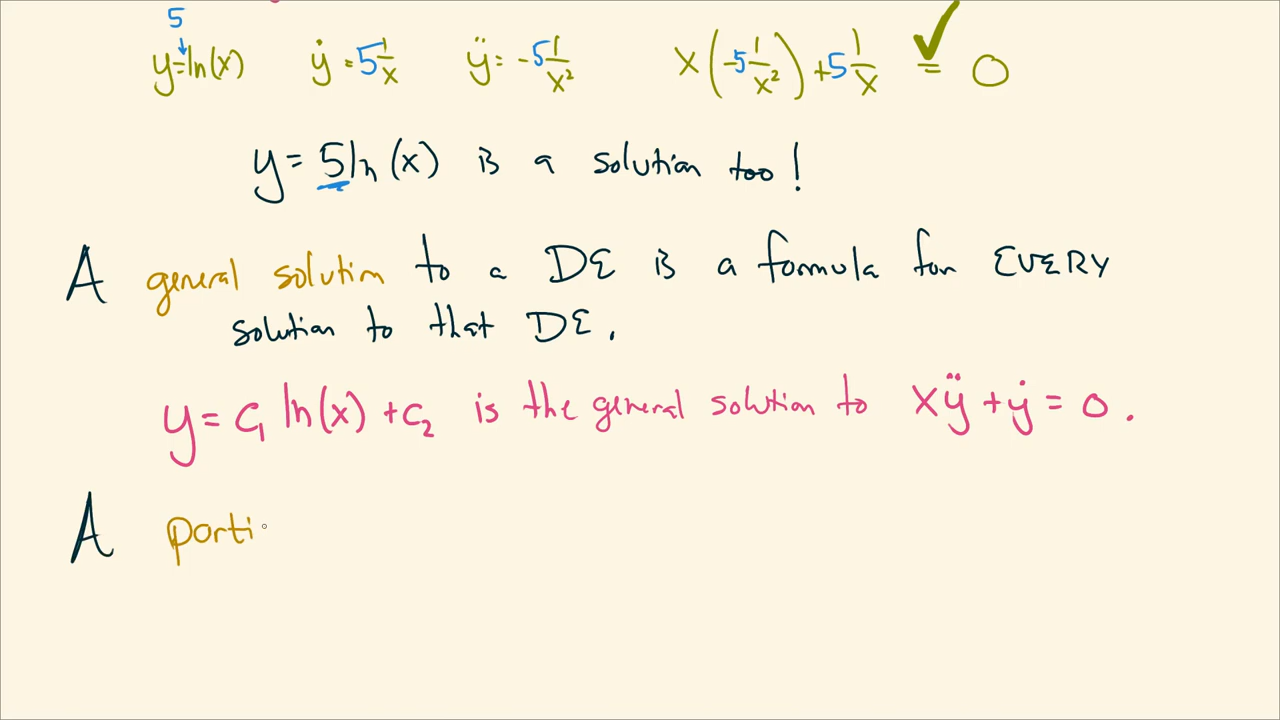 5
y=ln(x) ẏ = 5 1/x ÿ = -5 1/x² x(-5 1/x²) + 5 1/x = 0
y = 5 ln(x) is a solution too!
A general solution to a DE is a formula for EVERY
solution to that DE.
y = C₁ ln(x) + C₂ is the general solution to xÿ + ẏ = 0.
A parti